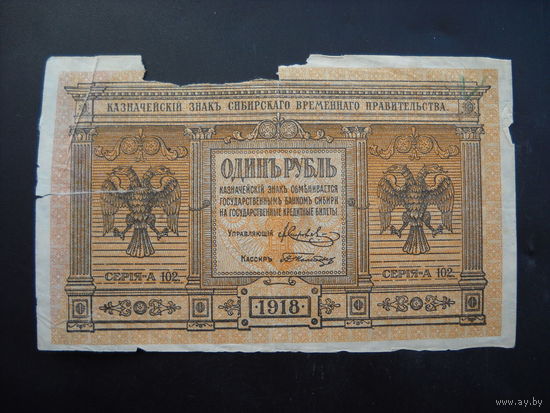 КАЗНАЧЕЙСКІЙ ЗНАКЪ СИБИРСКАГО ВРЕМЕННАГО ПРАВИТЕЛЬСТВА.
ОДИНЪ РУБЛЬ
КАЗНАЧЕЙСКІЙ ЗНАКЪ ОБМѢНИВАЕТСЯ
ГОСУДАРСТВЕННЫМЪ БАНКОМЪ СИБИРИ
НА ГОСУДАРСТВЕННЫЕ КРЕДИТНЫЕ БИЛЕТЫ.
УПРАВЛЯЮЩІЙ
КАССИРЪ
СЕРІЯ-А 102.
СЕРІЯ-А 102.
·1918·
www.ay.by